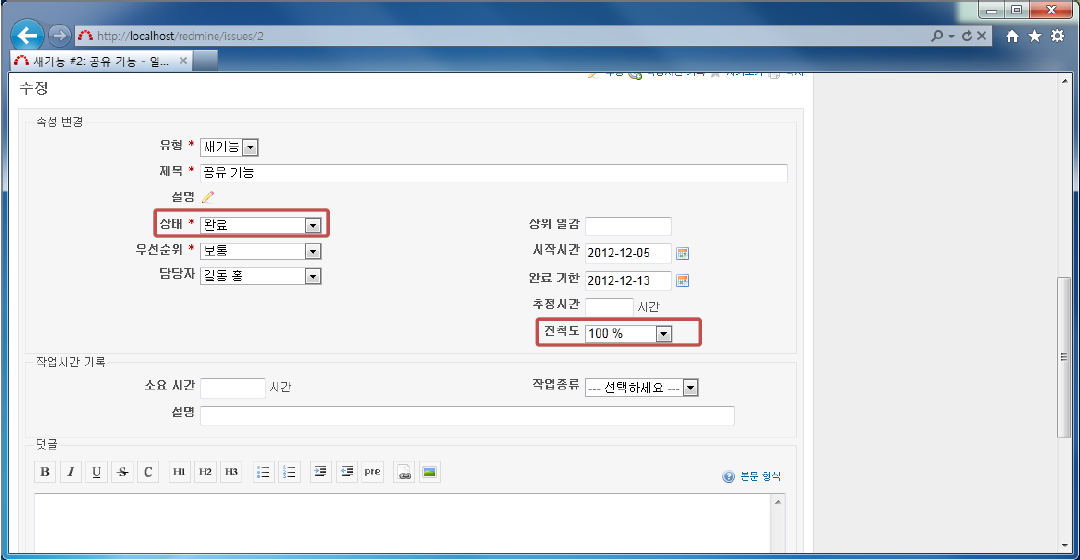 http://localhost/redmine/issues/2
새기능 #2: 공유 기능 - 일...
수정
속성 변경
유형 * 새기능
제목 * 공유 기능
설명
상태 * 완료
상위 일감
우선순위 * 보통
시작시간 2012-12-05
담당자 길동 홍
완료 기한 2012-12-13
추정시간 시간
진척도 100 %
작업시간 기록
소요 시간 시간
작업종류 --- 선택하세요 ---
설명
덧글
B I U S C H1 H2 H3 pre
본문 형식